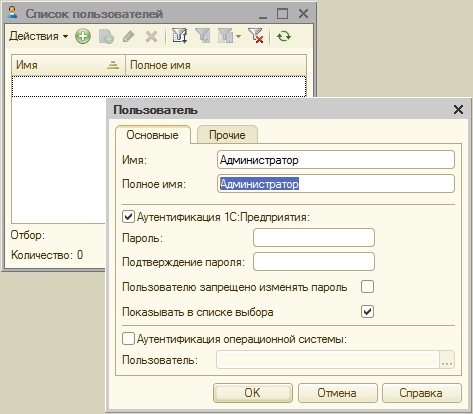 Список пользователей
Действия
Имя Полное имя
Отбор:
Количество: 0
Пользователь
Основные Прочие
Имя: Администратор
Полное имя: Администратор
Аутентификация 1С:Предприятия:
Пароль:
Подтверждение пароля:
Пользователю запрещено изменять пароль
Показывать в списке выбора
Аутентификация операционной системы:
Пользователь: ...
OK Отмена Справка